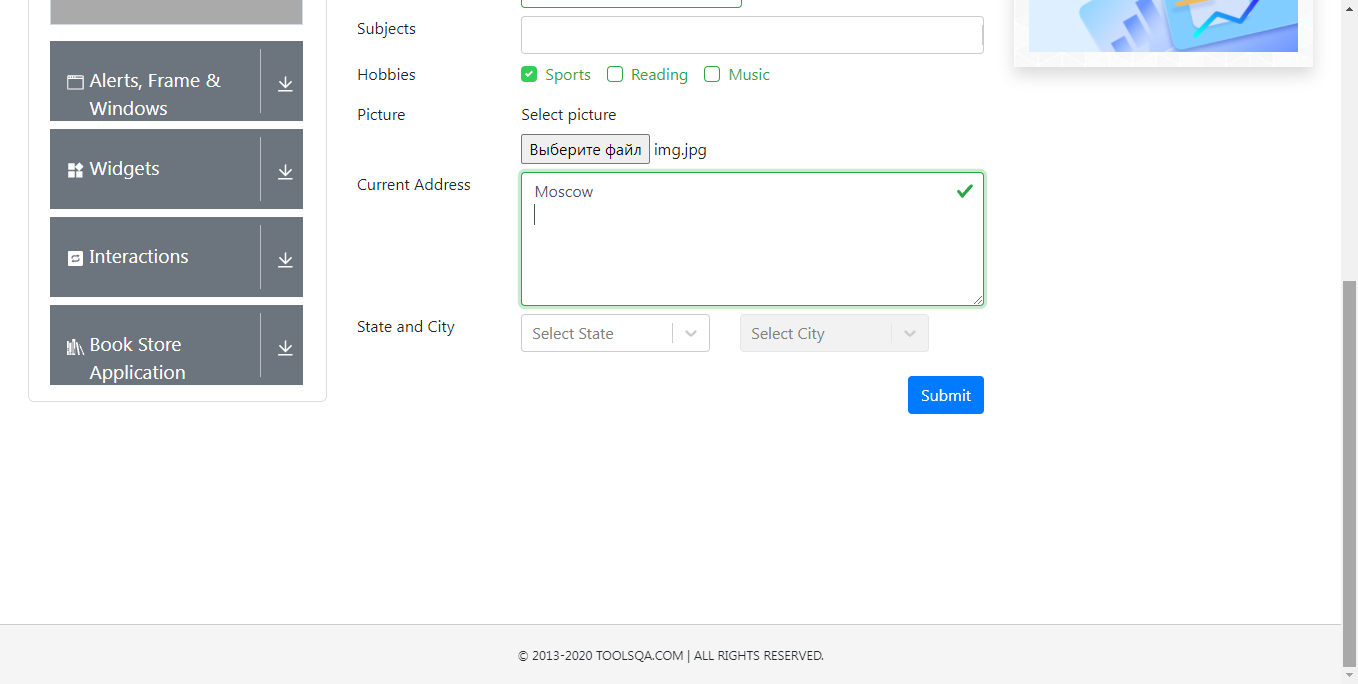 Alerts, Frame &
Windows
Widgets
Interactions
Book Store
Application
Subjects
Hobbies
Sports
Reading
Music
Picture
Select picture
Выберите файл img.jpg
Current Address
Moscow
State and City
Select State
Select City
Submit
© 2013-2020 TOOLSQA.COM | ALL RIGHTS RESERVED.